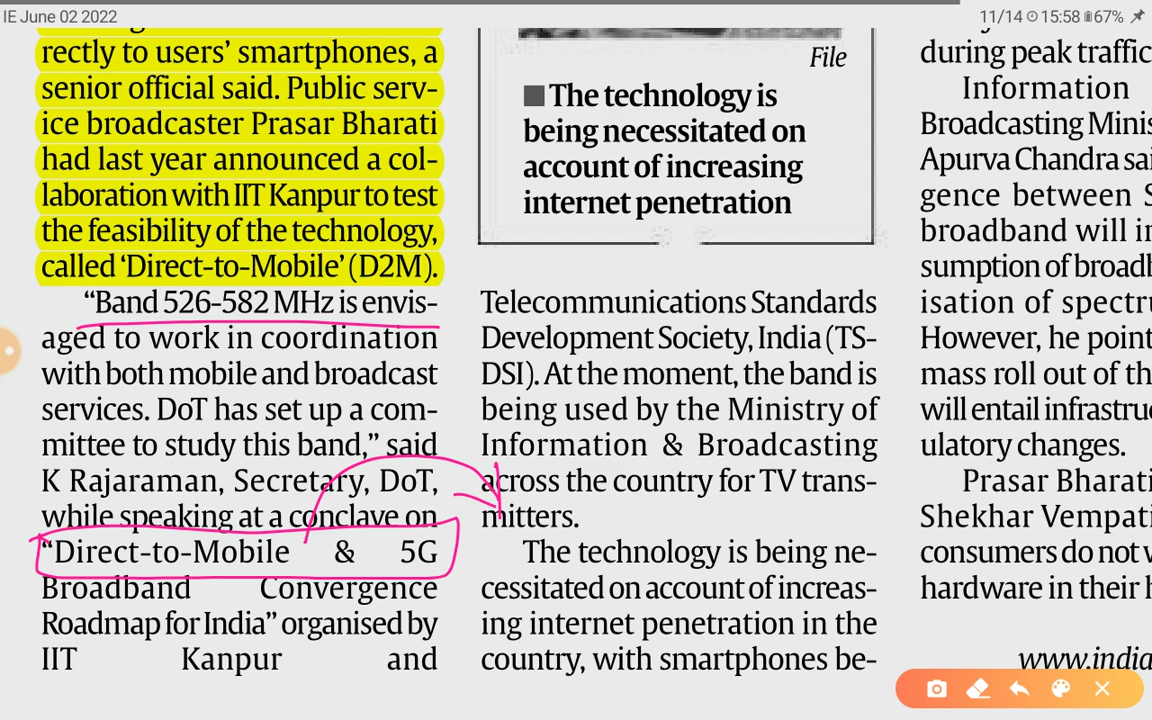 IE June 02 2022
11/14 15:58 67%
rectly to users’ smartphones, a
senior official said. Public serv-
ice broadcaster Prasar Bharati
had last year announced a col-
laboration with IIT Kanpur to test
the feasibility of the technology,
called ‘Direct-to-Mobile’ (D2M).
“Band 526-582 MHz is envis-
aged to work in coordination
with both mobile and broadcast
services. DoT has set up a com-
mittee to study this band,” said
K Rajaraman, Secretary, DoT,
while speaking at a conclave on
“Direct-to-Mobile & 5G
Broadband Convergence
Roadmap for India” organised by
IIT Kanpur and
File
■ The technology is
being necessitated on
account of increasing
internet penetration
Telecommunications Standards
Development Society, India (TS-
DSI). At the moment, the band is
being used by the Ministry of
Information & Broadcasting
across the country for TV trans-
mitters.
The technology is being ne-
cessitated on account of increas-
ing internet penetration in the
country, with smartphones be-
during peak traffic
Information
Broadcasting Minis
Apurva Chandra sai
gence between S
broadband will in
sumption of broadb
isation of spectru
However, he point
mass roll out of th
will entail infrastruc
ulatory changes.
Prasar Bharati
Shekhar Vempati
consumers do not w
hardware in their h
www.india